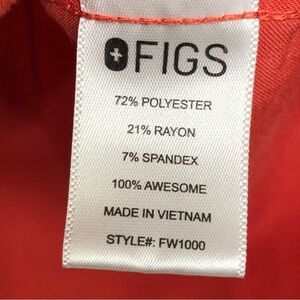 FIGS
72% POLYESTER
21% RAYON
7% SPANDEX
100% AWESOME
MADE IN VIETNAM
STYLE#: FW1000